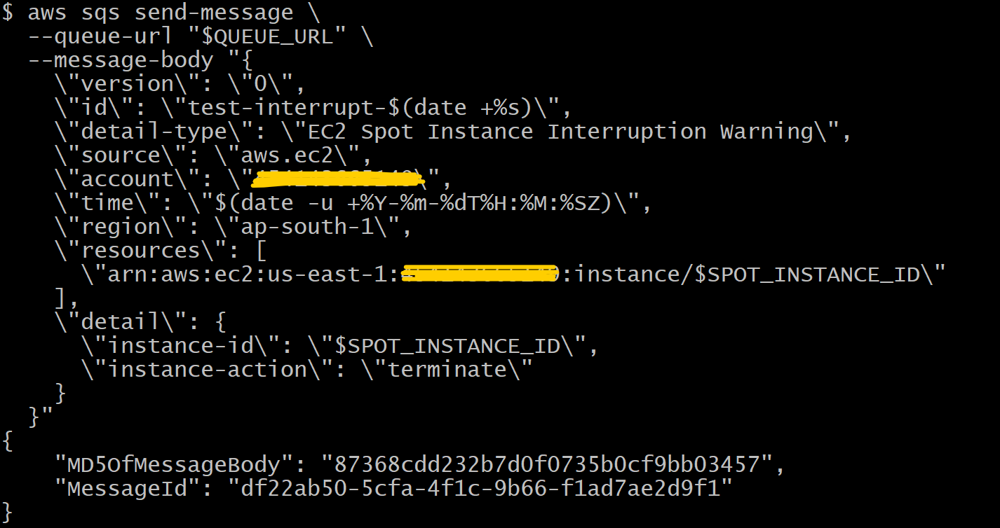 $ aws sqs send-message \
--queue-url "$QUEUE_URL" \
--message-body "{
\"version\": \"0\",
\"id\": \"test-interrupt-$(date +%s)\",
\"detail-type\": \"EC2 Spot Instance Interruption Warning\",
\"source\": \"aws.ec2\",
\"account\": \"\",
\"time\": \"$(date -u +%Y-%m-%dT%H:%M:%SZ)\",
\"region\": \"ap-south-1\",
\"resources\": [
\"arn:aws:ec2:us-east-1::instance/$SPOT_INSTANCE_ID\"
],
\"detail\": {
\"instance-id\": \"$SPOT_INSTANCE_ID\",
\"instance-action\": \"terminate\"
}
}"
{
"MD5OfMessageBody": "87368cdd232b7d0f0735b0cf9bb03457",
"MessageId": "df22ab50-5cfa-4f1c-9b66-f1ad7ae2d9f1"
}